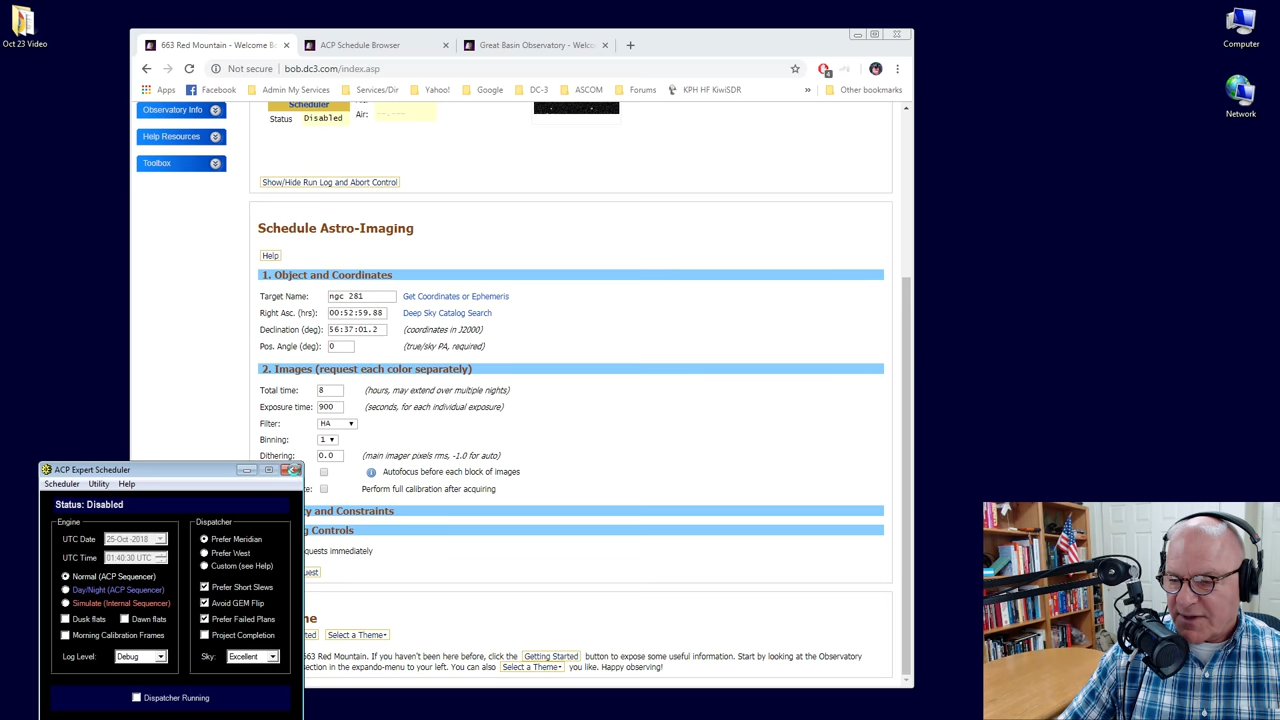 Oct 23 Video
Computer
Network
663 Red Mountain - Welcome Bo
ACP Schedule Browser
Great Basin Observatory - Welco
Not secure
bob.dc3.com/index.asp
4
Apps
Facebook
Admin My Services
Services/Dir
Yahoo!
Google
DC-3
ASCOM
Forums
KPH HF KiwiSDR
»
Other bookmarks
Observatory Info
Help Resources
Toolbox
Scheduler
Status Disabled
Air: --.---
Show/Hide Run Log and Abort Control
Schedule Astro-Imaging
Help
1. Object and Coordinates
Target Name: ngc 281 Get Coordinates or Ephemeris
Right Asc. (hrs): 00:52:59.88 Deep Sky Catalog Search
Declination (deg): 56:37:01.2 (coordinates in J2000)
Pos. Angle (deg): 0 (true/sky PA, required)
2. Images (request each color separately)
Total time: 8 (hours, may extend over multiple nights)
Exposure time: 900 (seconds, for each individual exposure)
Filter: HA
Binning: 1
Dithering: 0.0 (main imager pixels rms, -1.0 for auto)
Autofocus before each block of images
Perform full calibration after acquiring
y and Constraints
g Controls
quests immediately
uest
me
ted Select a Theme
663 Red Mountain. If you haven't been here before, click the Getting Started button to expose some useful information. Start by looking at the Observatory
ection in the expando-menu to your left. You can also Select a Theme you like. Happy observing!
ACP Expert Scheduler
Scheduler Utility Help
Status: Disabled
Engine
UTC Date 25-Oct -2018
UTC Time 01:40:30 UTC
Normal (ACP Sequencer)
Day/Night (ACP Sequencer)
Simulate (Internal Sequencer)
Dusk flats Dawn flats
Morning Calibration Frames
Log Level: Debug
Dispatcher
Prefer Meridian
Prefer West
Custom (see Help)
Prefer Short Slews
Avoid GEM Flip
Prefer Failed Plans
Project Completion
Sky: Excellent
Dispatcher Running